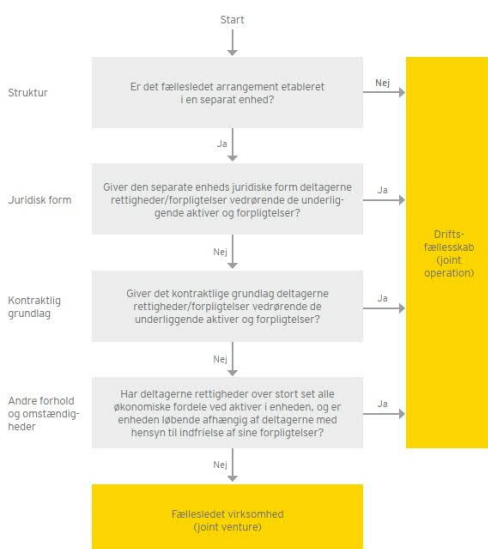 Start
Struktur
Er det fællesledet arrangement etableret
i en separat enhed?
Nej
Ja
Juridisk form
Giver den separate enheds juridiske form deltagerne
rettigheder/forpligtelser vedrørende de underlig-
gende aktiver og forpligtelser?
Ja
Drifts-
fællesskab
(joint
operation)
Nej
Kontraktlig
grundlag
Giver det kontraktlige grundlag deltagerne
rettigheder/forpligtelser vedrørende de
underliggende aktiver og forpligtelser?
Ja
Nej
Andre forhold
og omstændig-
heder
Har deltagerne rettigheder over stort set alle
økonomiske fordele ved aktiver i enheden, og er
enheden løbende afhængig af deltagerne med
hensyn til indfrielse af sine forpligtelser?
Ja
Nej
Fællesledet virksomhed
(joint venture)